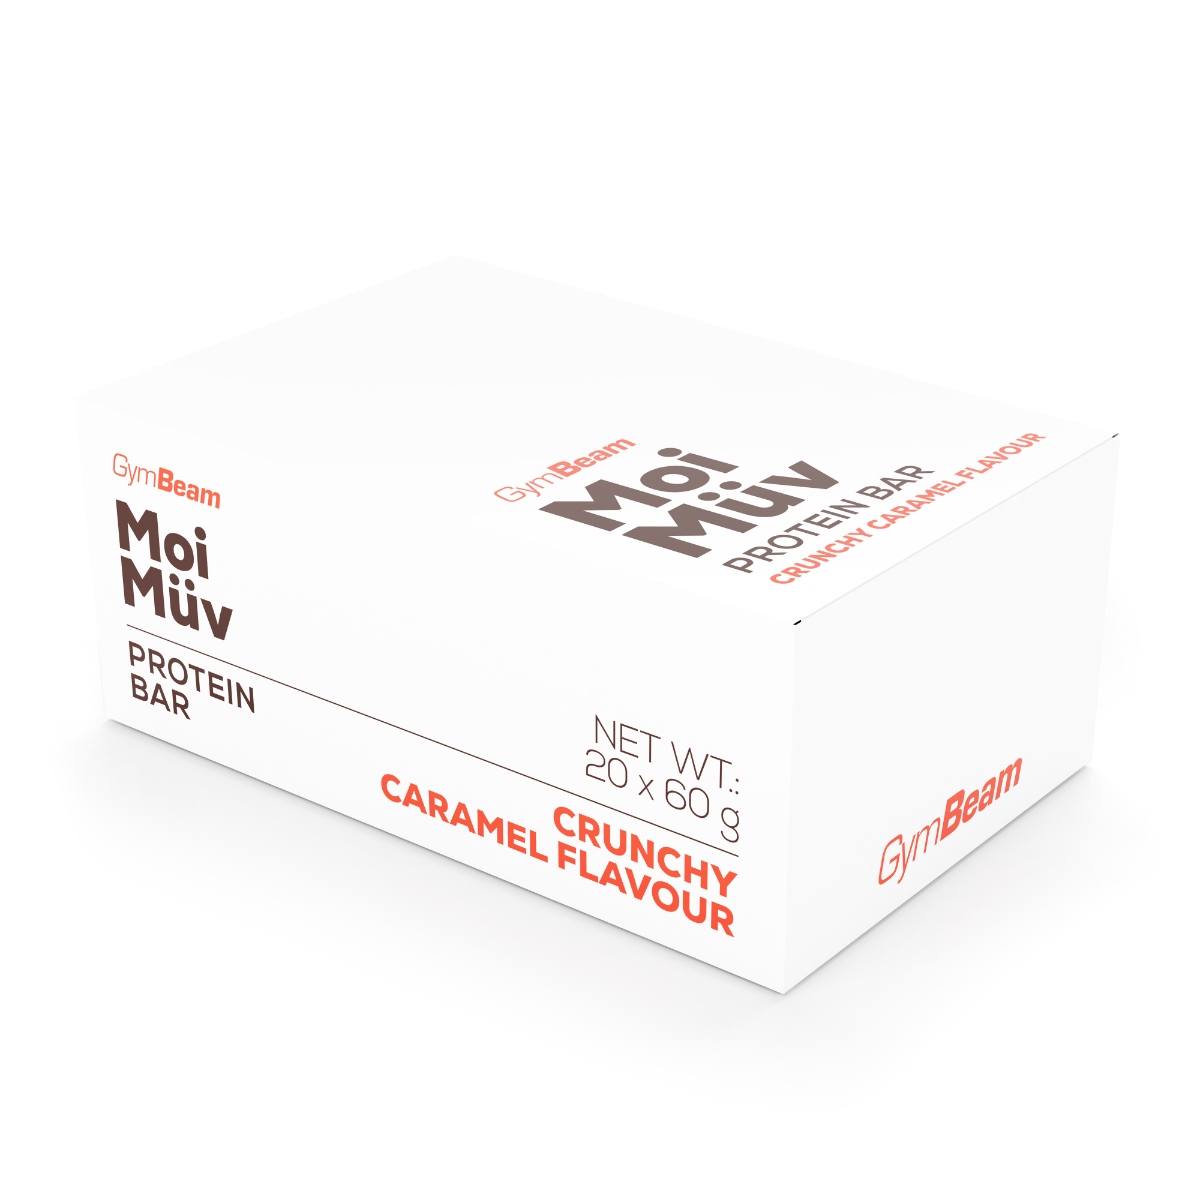 GymBeam
Moi
Müv
PROTEIN BAR
CRUNCHY CARAMEL FLAVOUR
GymBeam
Moi
Müv
PROTEIN
BAR
NET WT.:
20 x 60 g
CRUNCHY
CARAMEL FLAVOUR
GymBeam